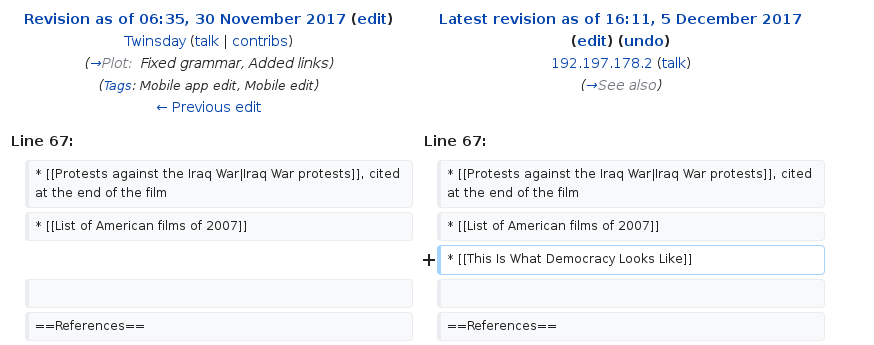 Revision as of 06:35, 30 November 2017 (edit)
Twinsday (talk | contribs)
(→Plot: Fixed grammar, Added links)
(Tags: Mobile app edit, Mobile edit)
← Previous edit
Latest revision as of 16:11, 5 December 2017
(edit) (undo)
192.197.178.2 (talk)
(→See also)
Line 67:
Line 67:
* [[Protests against the Iraq War|Iraq War protests]], cited
at the end of the film
* [[Protests against the Iraq War|Iraq War protests]], cited
at the end of the film
* [[List of American films of 2007]]
* [[List of American films of 2007]]
+ * [[This Is What Democracy Looks Like]]
==References==
==References==